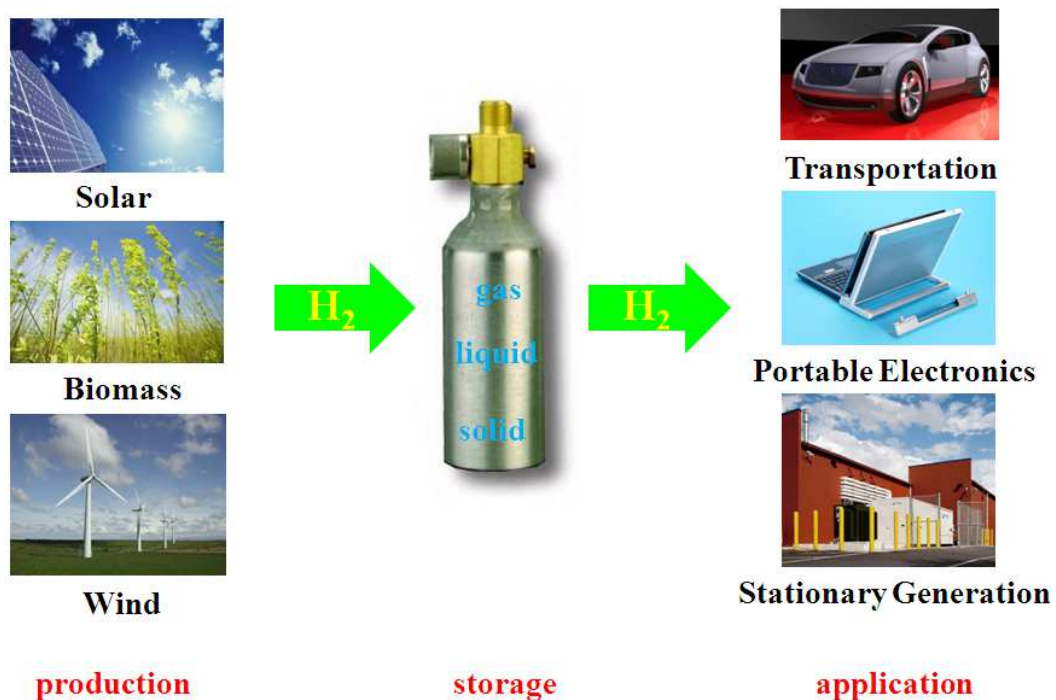 Solar
Biomass
Wind
production
H₂
gas
liquid
solid
storage
H₂
Transportation
Portable Electronics
Stationary Generation
application